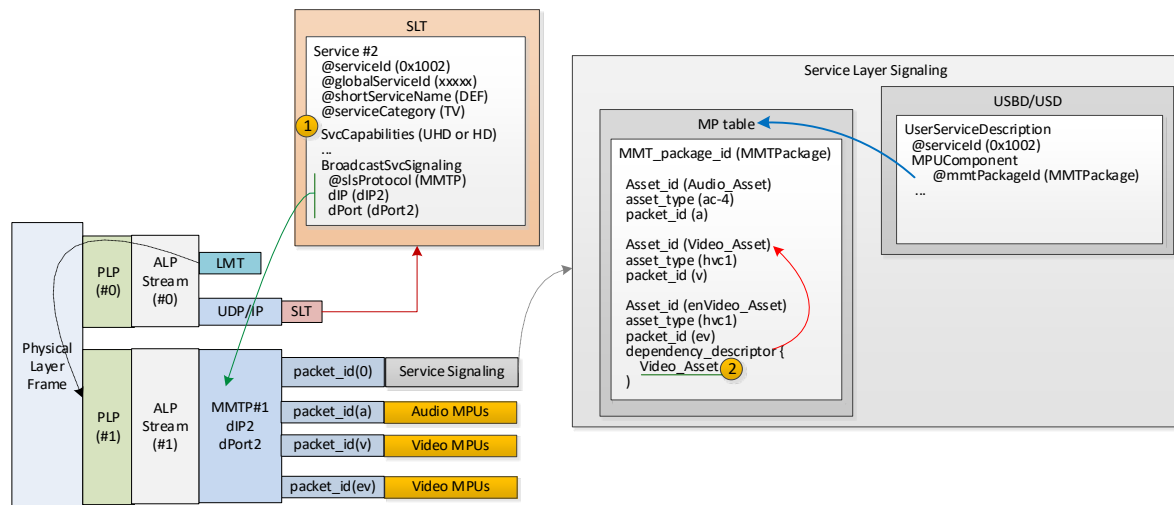 SLT
Service #2
@serviceId (0x1002)
@globalServiceId (xxxxx)
@shortServiceName (DEF)
@serviceCategory (TV)
1
SvcCapabilities (UHD or HD)
...
BroadcastSvcSignaling
@slsProtocol (MMTP)
dIP (dIP2)
dPort (dPort2)
Service Layer Signaling
MP table
MMT_package_id (MMTPackage)
Asset_id (Audio_Asset)
asset_type (ac-4)
packet_id (a)
Asset_id (Video_Asset)
asset_type (hvc1)
packet_id (v)
Asset_id (enVideo_Asset)
asset_type (hvc1)
packet_id (ev)
dependency_descriptor {
Video_Asset
2
)
USBD/USD
UserServiceDescription
@serviceId (0x1002)
MPUComponent
@mmtPackageId (MMTPackage)
...
Physical
Layer
Frame
PLP
(#0)
ALP
Stream
(#0)
LMT
UDP/IP
SLT
PLP
(#1)
ALP
Stream
(#1)
MMTP#1
dIP2
dPort2
packet_id(0)
Service Signaling
packet_id(a)
Audio MPUs
packet_id(v)
Video MPUs
packet_id(ev)
Video MPUs